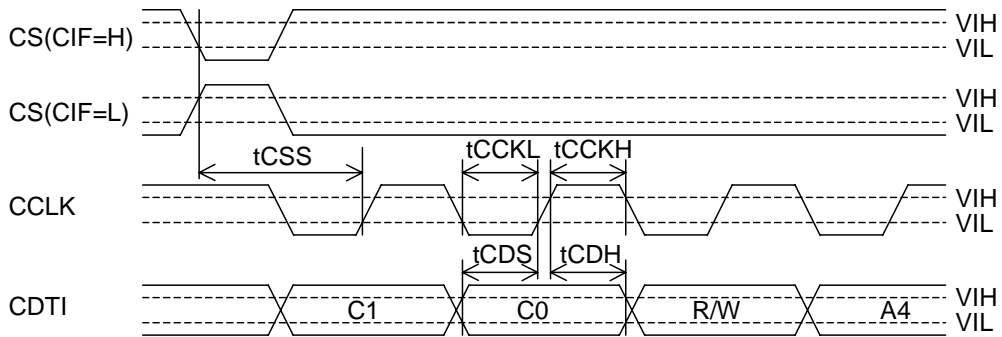 CS(CIF=H)
VIH
VIL
CS(CIF=L)
VIH
VIL
tCSS
tCCKL
tCCKH
CCLK
VIH
VIL
tCDS
tCDH
CDTI
C1
C0
R/W
A4
VIH
VIL